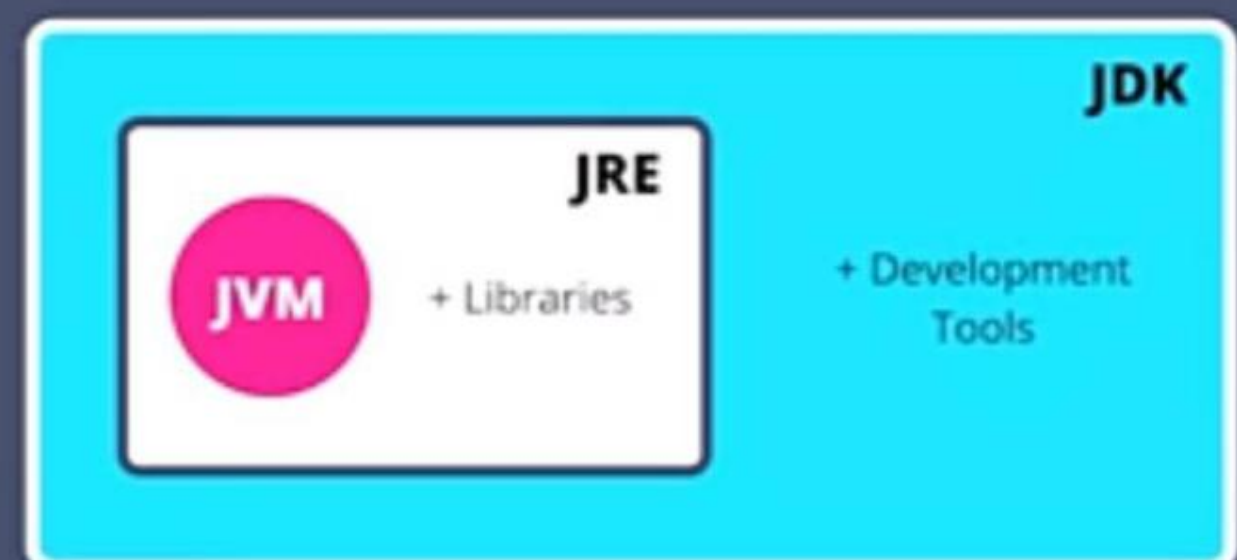 JDK
JRE
JVM
+ Libraries
+ Development
Tools